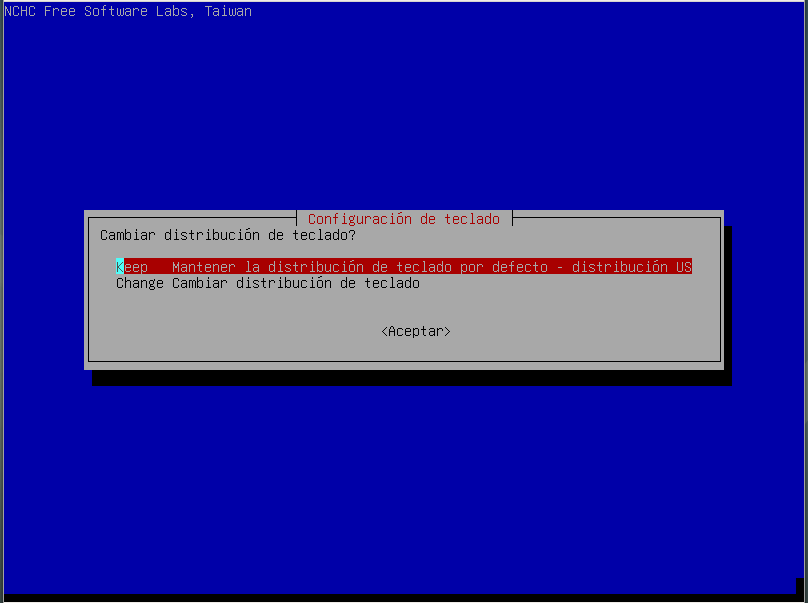 NCHC Free Software Labs, Taiwan
Configuración de teclado
Cambiar distribución de teclado?
Keep Mantener la distribución de teclado por defecto - distribución US
Change Cambiar distribución de teclado
<Aceptar>